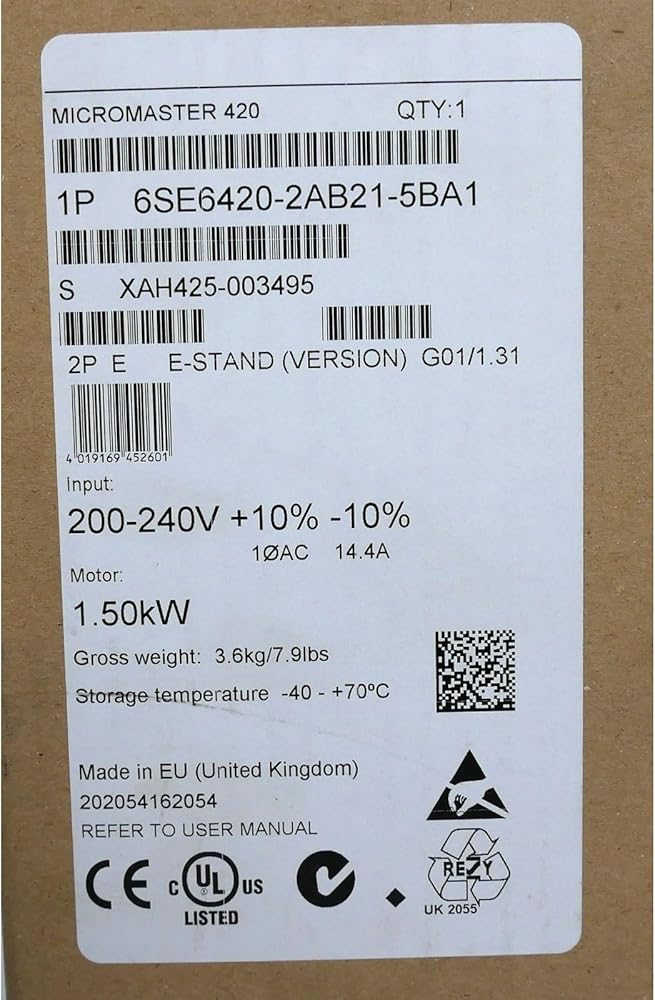 MICROMASTER 420 QTY:1
1P 6SE6420-2AB21-5BA1
S XAH425-003495
2P E E-STAND (VERSION) G01/1.31
4 019169 452601
Input:
200-240V +10% -10%
1ØAC 14.4A
Motor:
1.50kW
Gross weight: 3.6kg/7.9lbs
Storage temperature -40 - +70ºC
Made in EU (United Kingdom)
202054162054
REFER TO USER MANUAL
CE C UL US
LISTED
REZY
UK 2055